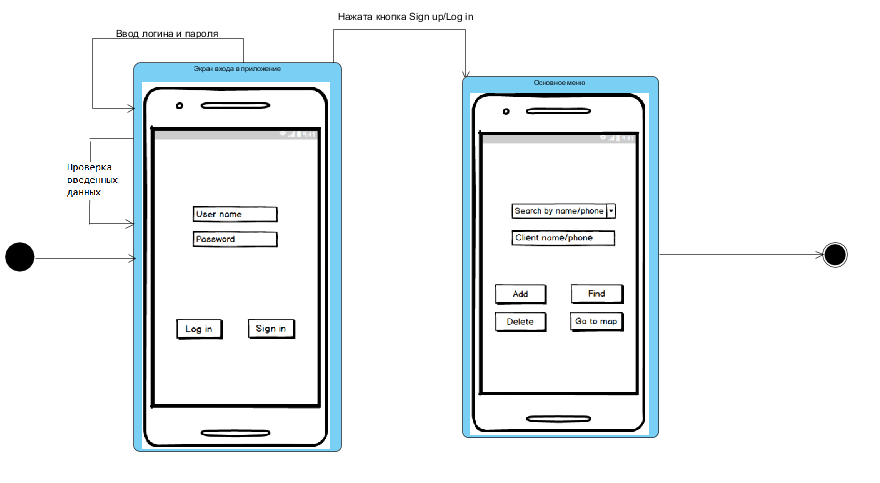 Нажата кнопка Sign up/Log in
Ввод логина и пароля
Экран входа в приложение
Основное меню
Проверка
введенных
данных
User name
Password
Log in
Sign in
Search by name/phone
Client name/phone
Add
Find
Delete
Go to map